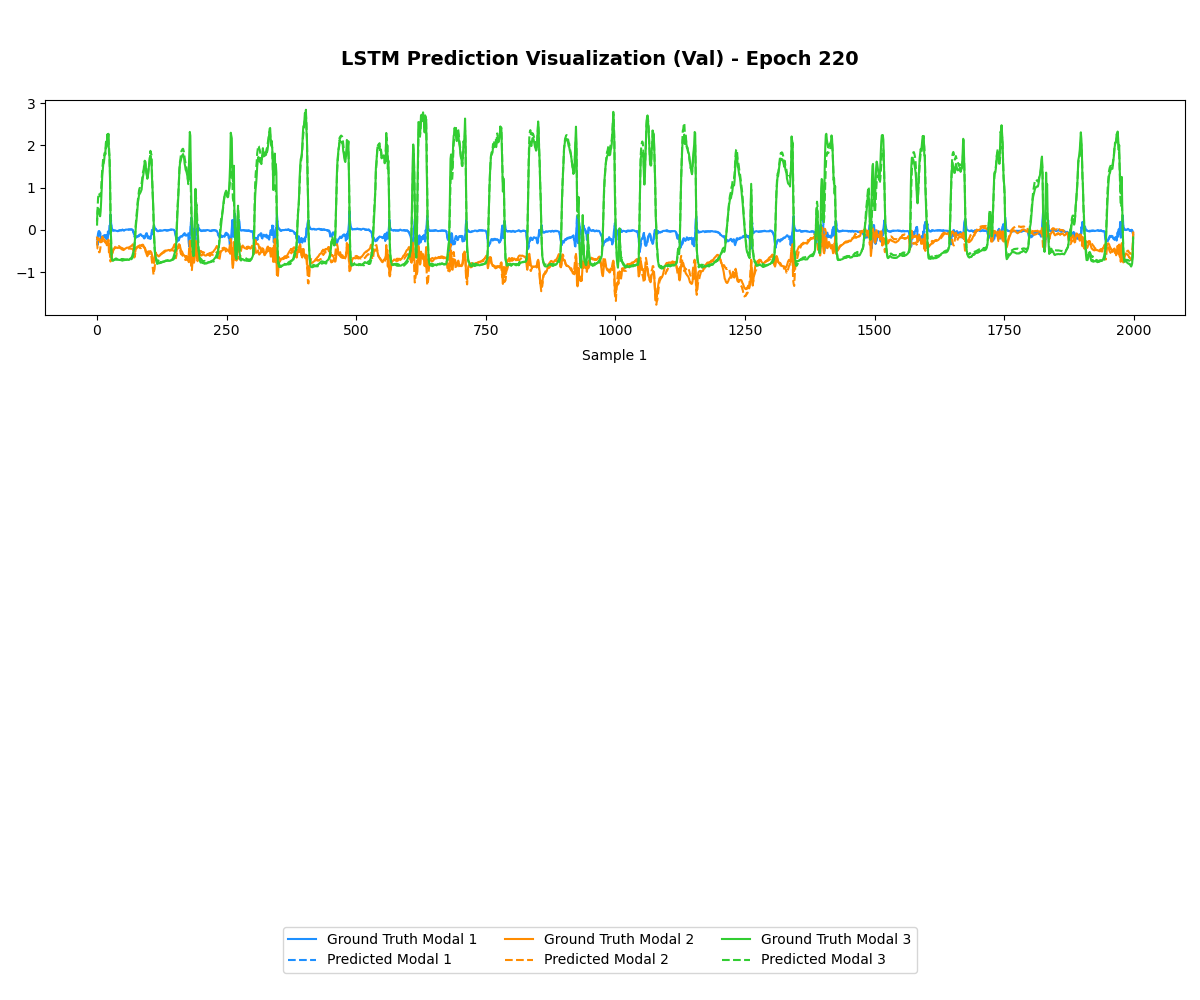 LSTM Prediction Visualization (Val) - Epoch 220
3
2
1
0
−1
0 250 500 750 1000 1250 1500 1750 2000
Sample 1
Ground Truth Modal 1 Ground Truth Modal 2 Ground Truth Modal 3
Predicted Modal 1 Predicted Modal 2 Predicted Modal 3